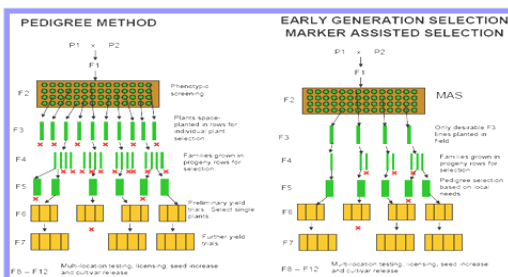 PEDIGREE METHOD
P1 x P2
F1
F2
Phenotypic
screening
F3
Plants space-
planted in rows for
individual plant
selection
F4
Families grown in
progeny rows for
selection
F5
Preliminary yield
trials. Select single
plants
F6
Further yield
trials
F7
F8 – F12
Multi-location testing, licensing, seed increase
and cultivar release
EARLY GENERATION SELECTION
MARKER ASSISTED SELECTION
P1 x P2
F1
F2
MAS
F3
Only desirable F3
lines planted in
field
F4
Families grown in
progeny rows for
selection
F5
Pedigree selection
based on local
needs
F6
F7
F8 – F12
Multi-location testing, licensing, seed increase
and cultivar release